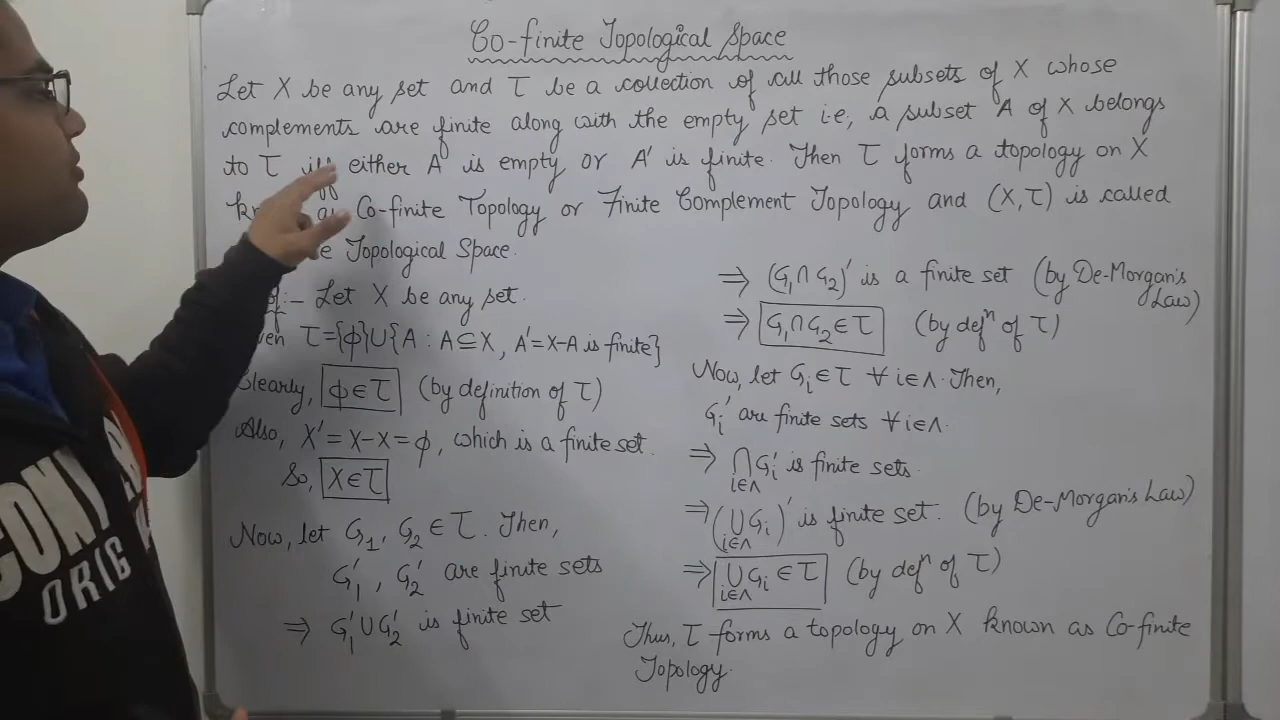 Co-finite Topological Space
Let X be any set and τ be a collection of all those subsets of X whose
complements are finite along with the empty set i.e, a subset A of X belongs
to τ iff either A is empty or A' is finite. Then τ forms a topology on X
Co-finite Topology or Finite Complement Topology and (X,τ) is called
Topological Space.
Let X be any set.
τ={ϕ}∪{A : A⊆X, A'=X-A is finite}
Clearly, ϕ∈τ (by definition of τ)
Also, X'=X-X=ϕ, which is a finite set.
So, X∈τ
Now, let G₁, G₂ ∈ τ. Then,
G₁', G₂' are finite sets
⇒ G₁'∪G₂' is finite set
⇒ (G₁∩G₂)' is a finite set (by De-Morgan's
Law)
⇒ G₁∩G₂∈τ (by defⁿ of τ)
Now, let Gᵢ∈τ ∀ i∈Λ. Then,
Gᵢ' are finite sets ∀ i∈Λ.
⇒ ∩Gᵢ' is finite sets.
i∈Λ
⇒ (∪Gᵢ)' is finite set. (by De-Morgan's Law)
i∈Λ
⇒ ∪Gᵢ∈τ (by defⁿ of τ)
i∈Λ
Thus, τ forms a topology on X known as Co-finite
Topology.
ORIG